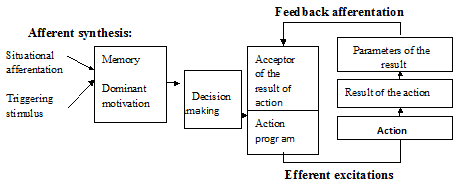 Feedback afferentation
Afferent synthesis:
Situational
afferentation
Triggering
stimulus
Memory
Dominant
motivation
Decision
making
Acceptor
of the
result of
action
Action
program
Parameters of the
result
Result of the action
Action
Efferent excitations